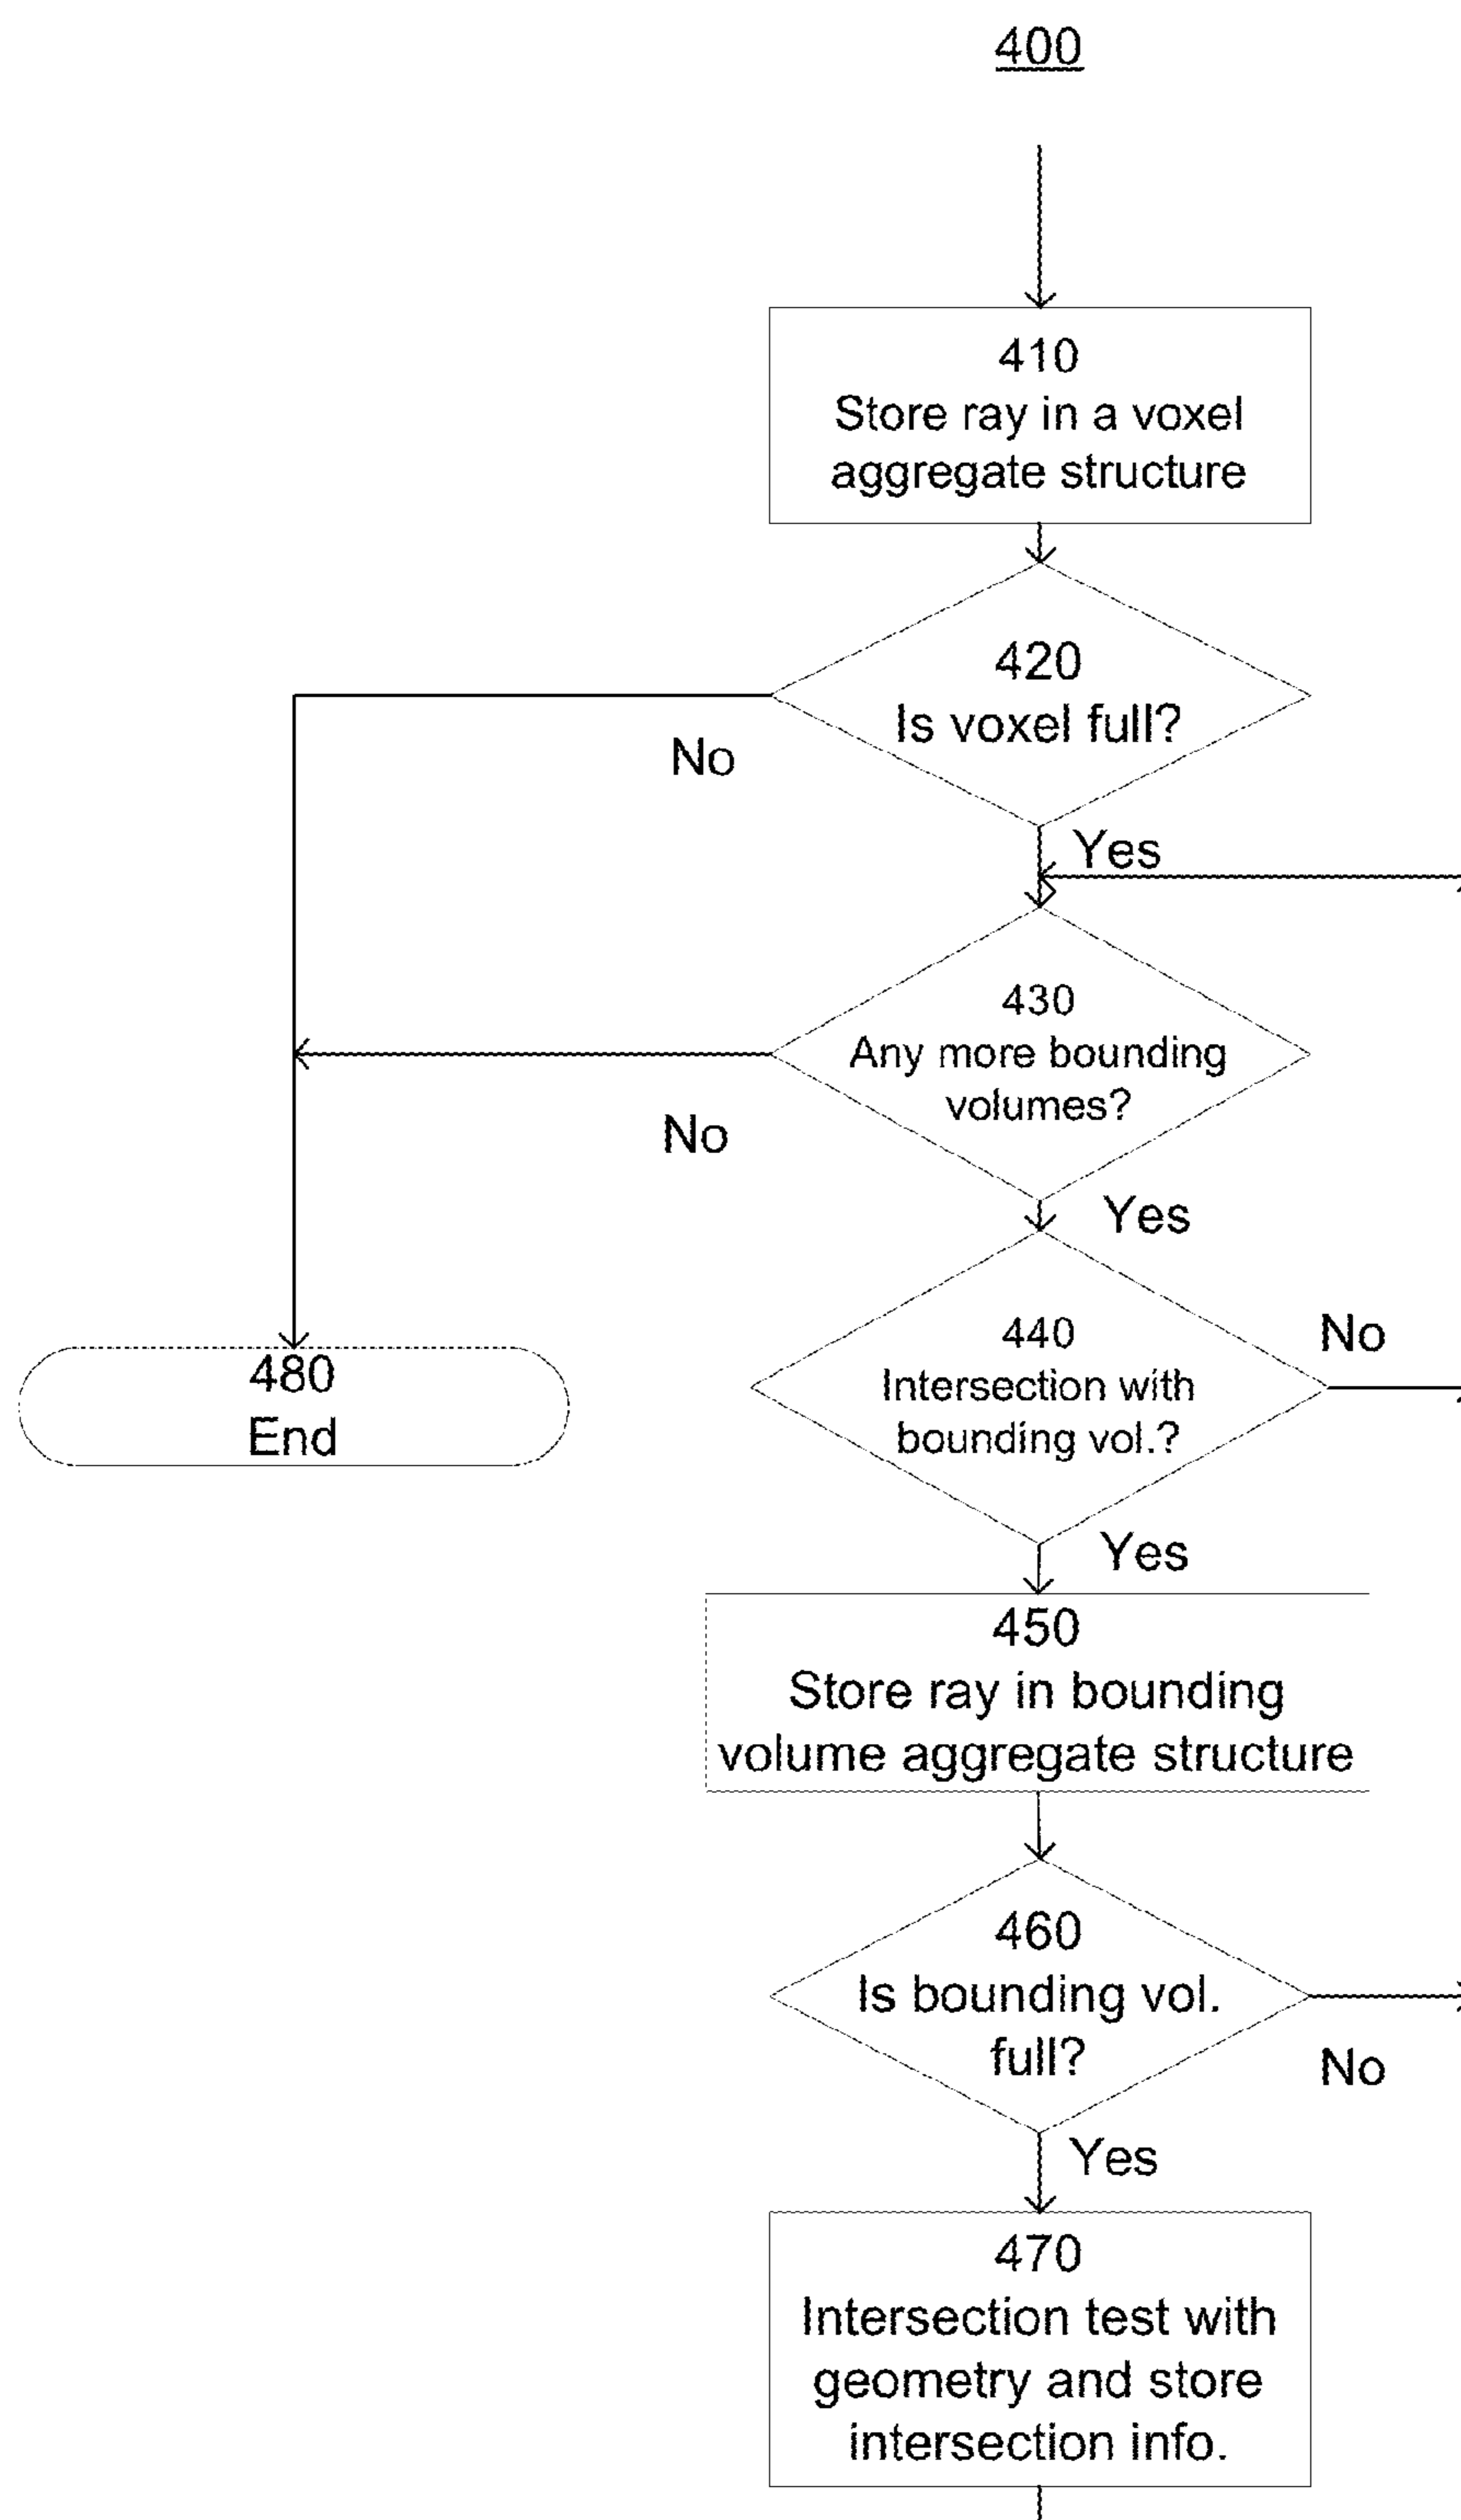 400
410
Store ray in a voxel
aggregate structure
420
Is voxel full?
No
Yes
430
Any more bounding
volumes?
No
Yes
440
Intersection with
bounding vol.?
No
480
End
Yes
450
Store ray in bounding
volume aggregate structure
460
Is bounding vol.
full?
No
Yes
470
Intersection test with
geometry and store
intersection info.